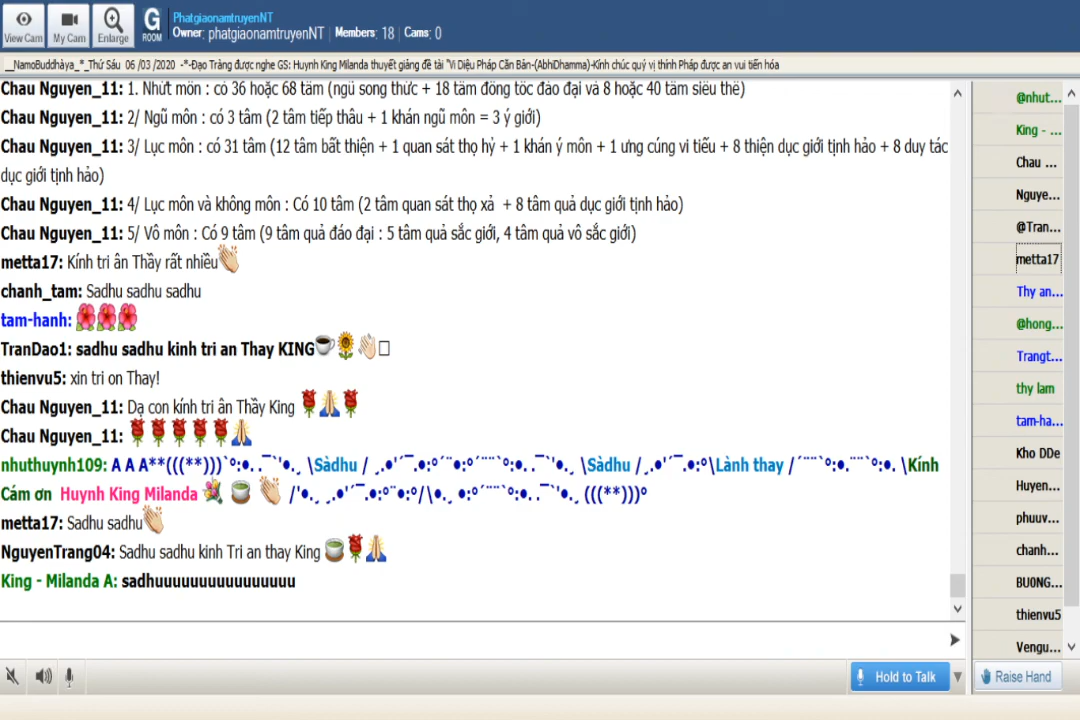 PhatgiaonamtruyenNT
View Cam My Cam Enlarge G ROOM Owner: phatgiaonamtruyenNT Members: 18 Cams: 0
__NamoBuddhàya_*_Thứ Sáu 06 /03 /2020 -*-Đạo Tràng được nghe GS: Huynh King Milanda thuyết giảng đề tài "Vi Diệu Pháp Căn Bản-(AbhiDhamma)-Kính chúc quý vị thính Pháp được an vui tiến hóa
Chau Nguyen_11: 1. Nhứt môn : có 36 hoặc 68 tâm (ngũ song thức + 18 tâm đổng tốc đáo đại và 8 hoặc 40 tâm siêu thế)
Chau Nguyen_11: 2/ Ngũ môn : có 3 tâm (2 tâm tiếp thâu + 1 khán ngũ môn = 3 ý giới)
Chau Nguyen_11: 3/ Lục môn : có 31 tâm (12 tâm bất thiện + 1 quan sát thọ hỷ + 1 khán ý môn + 1 ưng cúng vi tiếu + 8 thiện dục giới tịnh hảo + 8 duy tác
dục giới tịnh hảo)
Chau Nguyen_11: 4/ Lục môn và không môn : Có 10 tâm (2 tâm quan sát thọ xả + 8 tâm quả dục giới tịnh hảo)
Chau Nguyen_11: 5/ Vô môn : Có 9 tâm (9 tâm quả đáo đại : 5 tâm quả sắc giới, 4 tâm quả vô sắc giới)
metta17: Kính tri ân Thầy rất nhiều👏
chanh_tam: Sadhu sadhu sadhu
tam-hanh: 🌺🌺🌺
TranDao1: sadhu sadhu kinh tri an Thay KING☕🌻👏🏻
thienvu5: xin tri on Thay!
Chau Nguyen_11: Dạ con kính tri ân Thầy King 🌹🙏🌹
Chau Nguyen_11: 🌹🌹🌹🌹🌹🙏
nhuthuynh109: A A A**(((**)))`°:•. .¯`'•.¸ \Sàdhu / ¸.•'´¯.•:°´¨•:°´¨¨`°:•. .¯`'•.¸ \Sàdhu /¸.•'´¯.•:°\Lành thay /´¨¨`°:•.¨¨`°:•. \Kính
Cám ơn Huynh King Milanda 💐 🍵 👏 /'•.¸ ¸.•'´¯.•:°¨•:°/\•.¸ •:°´¨¨`°:•. .¯`'•.¸ (((**)))°
metta17: Sadhu sadhu👏
NguyenTrang04: Sadhu sadhu kinh Tri an thay King 🍵🌹🙏
King - Milanda A: sadhuuuuuuuuuuuuuuuu
@nhut...
King - ...
Chau ...
Nguye...
@Tran...
metta17
Thy an...
@hong...
Trangt...
thy lam
tam-ha...
Kho DDe
Huyen...
phuuv...
chanh...
BU0NG...
thienvu5
Vengu...
Hold to Talk
Raise Hand